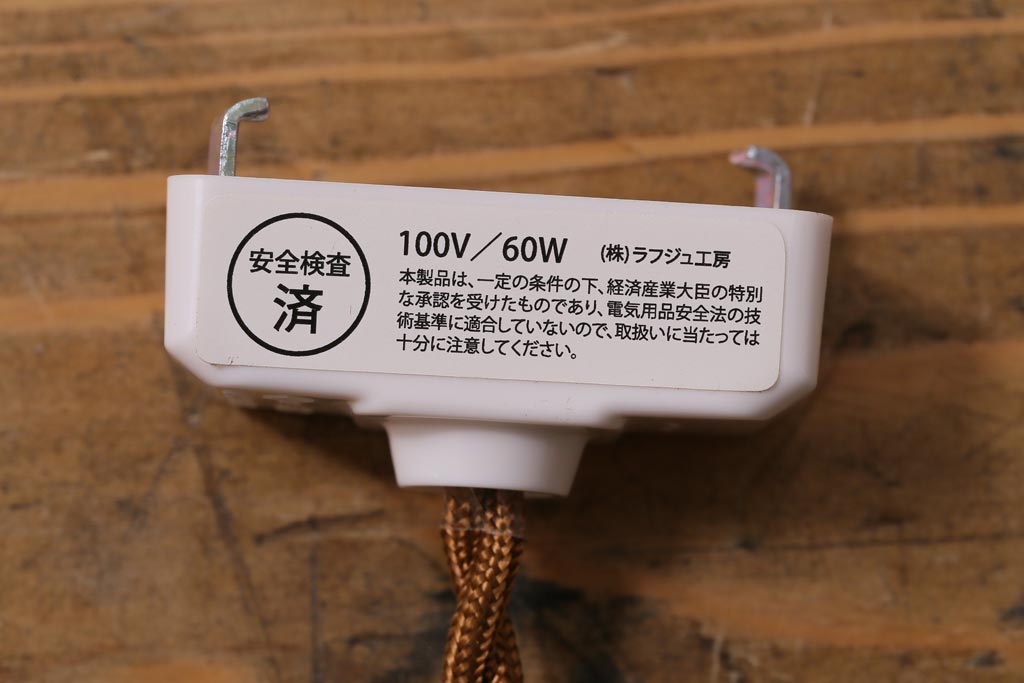 安全検査
済
100V/60W (株)ラフジュ工房
本製品は、一定の条件の下、経済産業大臣の特別
な承認を受けたものであり、電気用品安全法の技
術基準に適合していないので、取扱いに当たっては
十分に注意してください。